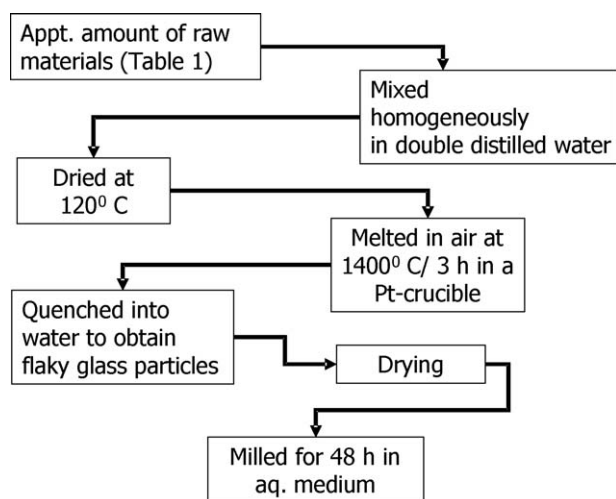 Appt. amount of raw
materials (Table 1)
Mixed
homogeneously
in double distilled water
Dried at
120⁰ C
Melted in air at
1400⁰ C/ 3 h in a
Pt-crucible
Quenched into
water to obtain
flaky glass particles
Drying
Milled for 48 h in
aq. medium